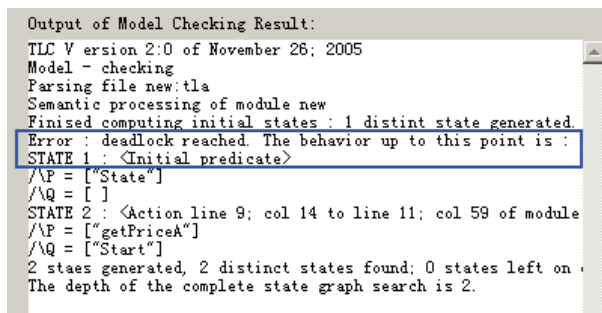 Output of Model Checking Result:
TLC V ersion 2:0 of November 26; 2005
Model - checking
Parsing file new:tla
Semantic processing of module new
Finised computing initial states : 1 distint state generated.
Error : deadlock reached. The behavior up to this point is :
STATE 1 : <Initial predicate>
/\P = ["State"]
/\Q = [ ]
STATE 2 : <Action line 9; col 14 to line 11; col 59 of module
/\P = ["getPriceA"]
/\Q = ["Start"]
2 staes generated, 2 distinct states found; 0 states left on
The depth of the complete state graph search is 2.